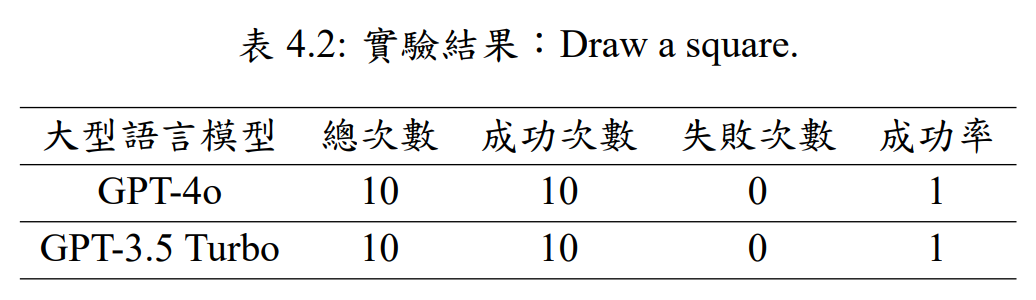 表 4.2: 實驗結果：Draw a square.
大型語言模型 總次數 成功次數 失敗次數 成功率
GPT-4o 10 10 0 1
GPT-3.5 Turbo 10 10 0 1